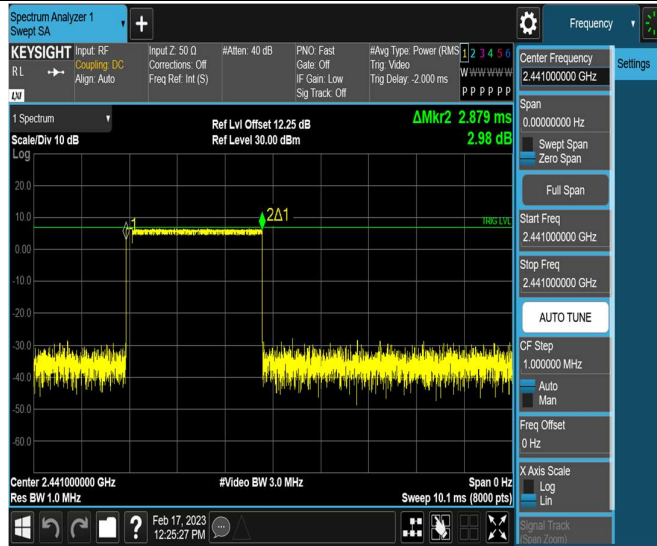 Spectrum Analyzer 1
Swept SA
Frequency
KEYSIGHT
RL
LXI
Input: RF
Coupling: DC
Align: Auto
Input Z: 50 Ω
Corrections: Off
Freq Ref: Int (S)
#Atten: 40 dB
PNO: Fast
Gate: Off
IF Gain: Low
Sig Track: Off
#Avg Type: Power (RMS
Trig: Video
Trig Delay: -2.000 ms
1 2 3 4 5 6
W W W W W W
P P P P P P
1 Spectrum
Scale/Div 10 dB
Log
Ref Lvl Offset 12.25 dB
Ref Level 30.00 dBm
ΔMkr2 2.879 ms
2.98 dB
20.0
10.0
0.00
-10.0
-20.0
-30.0
-40.0
-50.0
-60.0
1
2Δ1
TRIG LVL
Center 2.441000000 GHz
Res BW 1.0 MHz
#Video BW 3.0 MHz
Span 0 Hz
Sweep 10.1 ms (8000 pts)
Feb 17, 2023
12:25:27 PM
Center Frequency
2.441000000 GHz
Span
0.00000000 Hz
Swept Span
Zero Span
Full Span
Start Freq
2.441000000 GHz
Stop Freq
2.441000000 GHz
AUTO TUNE
CF Step
1.000000 MHz
Auto
Man
Freq Offset
0 Hz
X Axis Scale
Log
Lin
Signal Track
(Span Zoom)
Settings